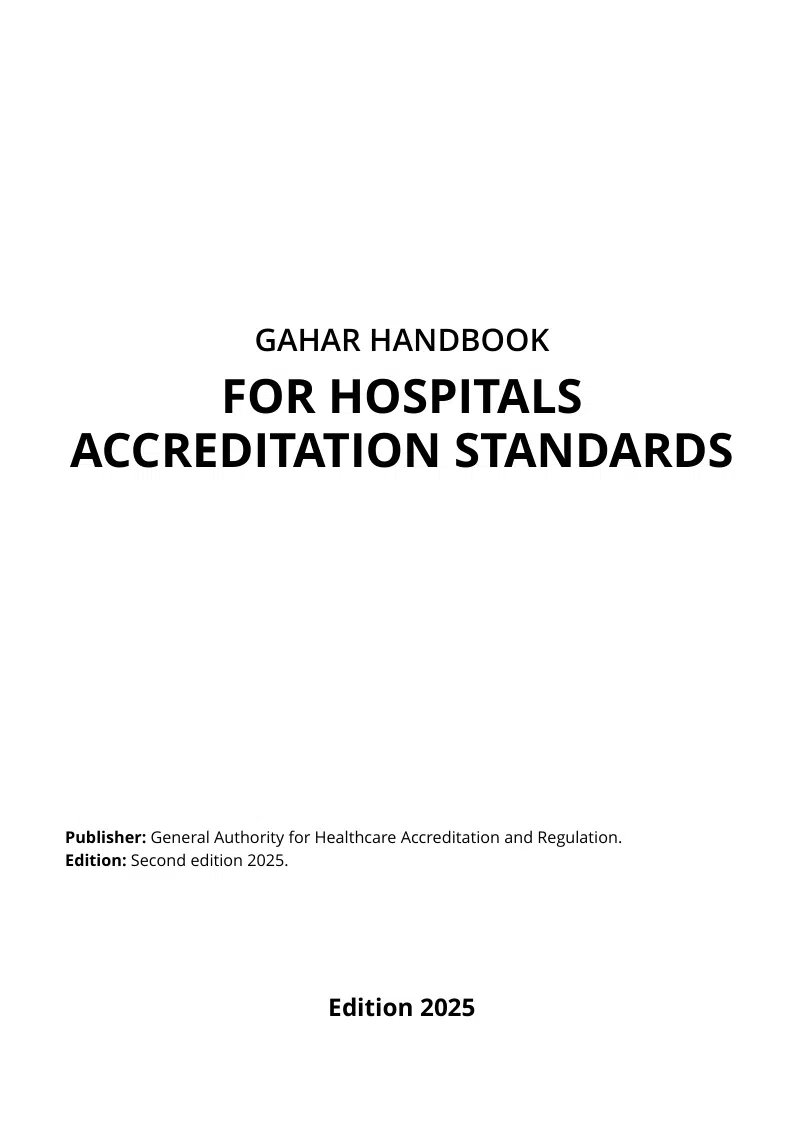 GAHAR HANDBOOK
FOR HOSPITALS
ACCREDITATION STANDARDS
Publisher: General Authority for Healthcare Accreditation and Regulation.
Edition: Second edition 2025.
Edition 2025